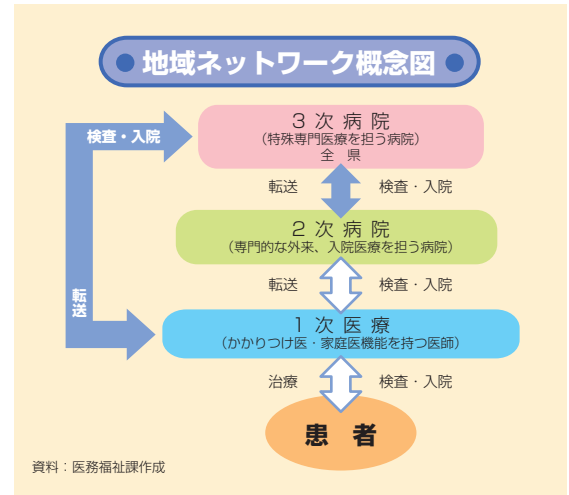 地域ネットワーク概念図
検査・入院
3次病院
(特殊専門医療を担う病院)
全 県
転送 検査・入院
2次病院
(専門的な外来、入院医療を担う病院)
転送 検査・入院
転送
1次医療
(かかりつけ医・家庭医機能を持つ医師)
治療 検査・入院
患 者
資料:医務福祉課作成